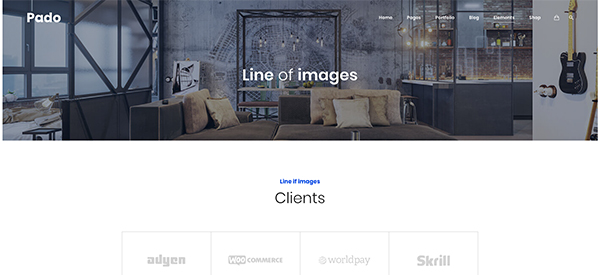 Pado
Home Pages Portfolio Blog Elements Shop
Line of images
Line if images
Clients
adyen WOO COMMERCE worldpay Skrill